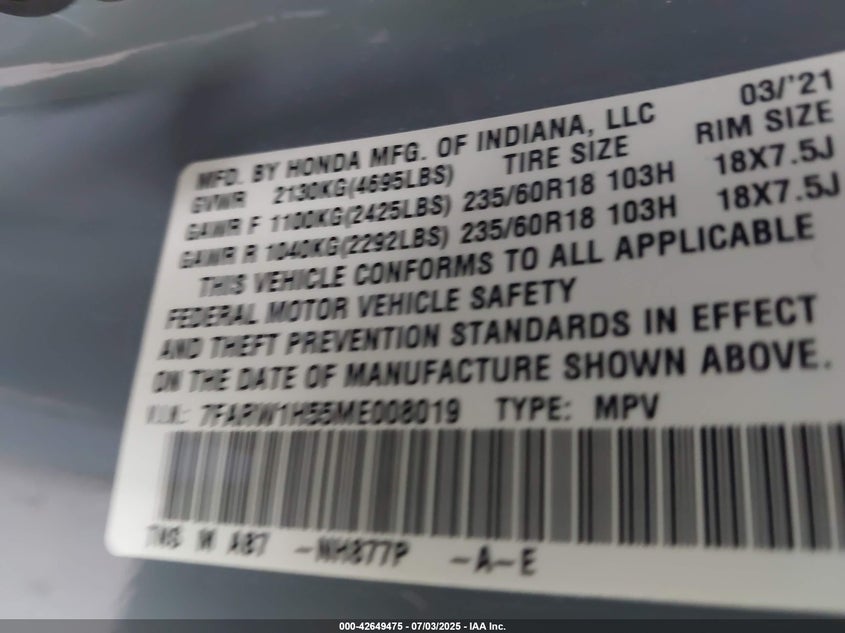 03/'21
MFD. BY HONDA MFG. OF INDIANA, LLC
GVWR 2130KG(4695LBS) TIRE SIZE RIM SIZE
GAWR F 1100KG(2425LBS) 235/60R18 103H 18X7.5J
GAWR R 1040KG(2292LBS) 235/60R18 103H 18X7.5J
THIS VEHICLE CONFORMS TO ALL APPLICABLE
FEDERAL MOTOR VEHICLE SAFETY
AND THEFT PREVENTION STANDARDS IN EFFECT
ON THE DATE OF MANUFACTURE SHOWN ABOVE.
V.I.N.: 7FARW1H55ME008019 TYPE: MPV
W A87 -NH877P -A-E
000-42649475 - 07/03/2025 - IAA Inc.